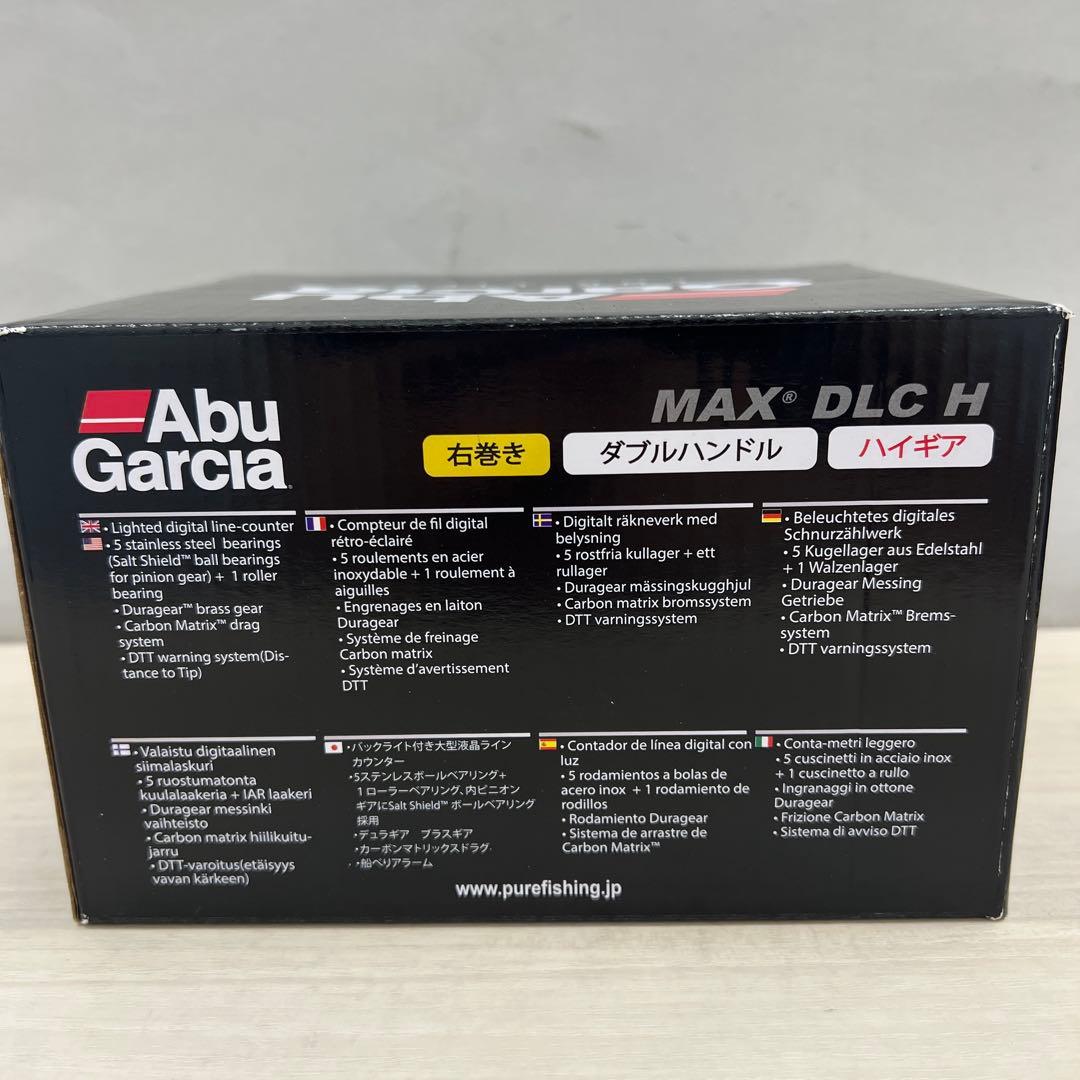 Abu
Garcia
Abu
Garcia
MAX® DLC H
右巻き
ダブルハンドル
ハイギア
• Lighted digital line-counter
• 5 stainless steel bearings
(Salt Shield™ ball bearings
for pinion gear) + 1 roller
bearing
• Duragear™ brass gear
• Carbon Matrix™ drag
system
• DTT warning system(Dis-
tance to Tip)
• Compteur de fil digital
rétro-éclairé
• 5 roulements en acier
inoxydable + 1 roulement à
aiguilles
• Engrenages en laiton
Duragear
• Système de freinage
Carbon matrix
• Système d'avertissement
DTT
• Digitalt räkneverk med
belysning
• 5 rostfria kullager + ett
rullager
• Duragear mässingskugghjul
• Carbon matrix bromssystem
• DTT varningssystem
• Beleuchtetes digitales
Schnurzählwerk
• 5 Kugellager aus Edelstahl
+ 1 Walzenlager
• Duragear Messing
Getriebe
• Carbon Matrix™ Brems-
system
• DTT varningssystem
• Valaistu digitaalinen
siimalaskuri
• 5 ruostumatonta
kuulalaakeria + IAR laakeri
• Duragear messinki
vaihteisto
• Carbon matrix hiilikuitu-
jarru
• DTT-varoitus(etäisyys
vavan kärkeen)
・バックライト付き大型液晶ライン
カウンター
・5ステンレスボールベアリング+
1ローラーベアリング、内ピニオン
ギアにSalt Shield™ ボールベアリング
採用
・デュラギア ブラスギア
・カーボンマトリックスドラグ
・船べりアラーム
• Contador de línea digital con
luz
• 5 rodamientos a bolas de
acero inox + 1 rodamiento de
rodillos
• Rodamiento Duragear
• Sistema de arrastre de
Carbon Matrix™
• Conta-metri leggero
• 5 cuscinetti in acciaio inox
+ 1 cuscinetto a rullo
• Ingranaggi in ottone
Duragear
• Frizione Carbon Matrix
• Sistema di avviso DTT
www.purefishing.jp